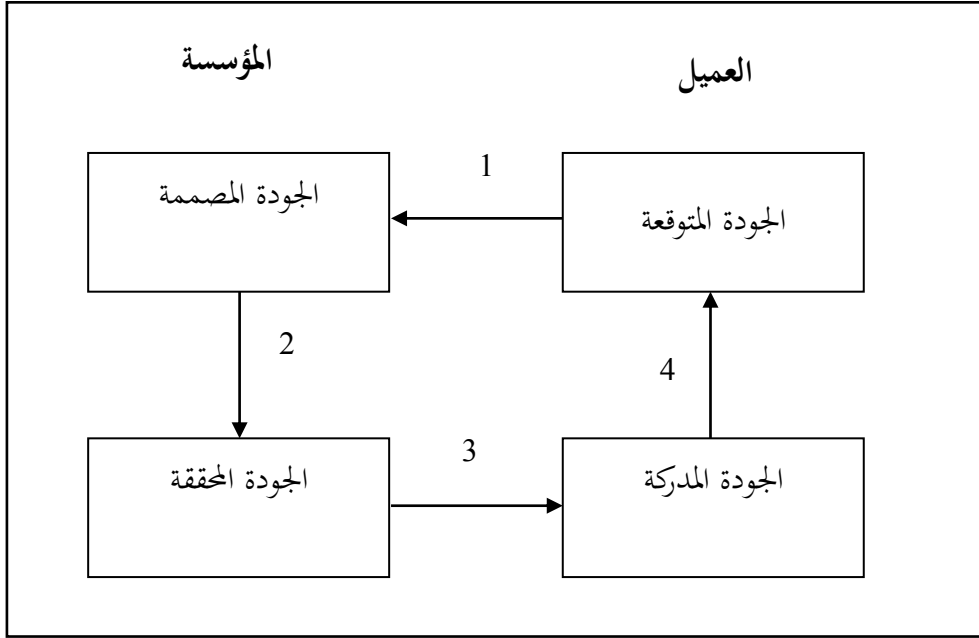 العميل
المؤسسة
1
الجودة المتوقعة
الجودة المصممة
2
4
3
الجودة المدركة
الجودة المحققة